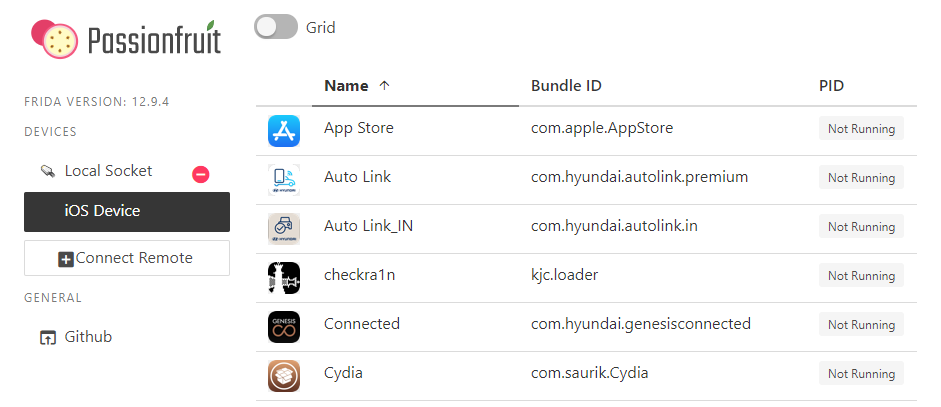 Passionfruit
Grid
FRIDA VERSION: 12.9.4
DEVICES
Local Socket
iOS Device
Connect Remote
GENERAL
Github
Name ↑ Bundle ID PID
App Store com.apple.AppStore Not Running
Auto Link com.hyundai.autolink.premium Not Running
Auto Link_IN com.hyundai.autolink.in Not Running
checkra1n kjc.loader Not Running
GENESIS
Connected com.hyundai.genesisconnected Not Running
Cydia com.saurik.Cydia Not Running